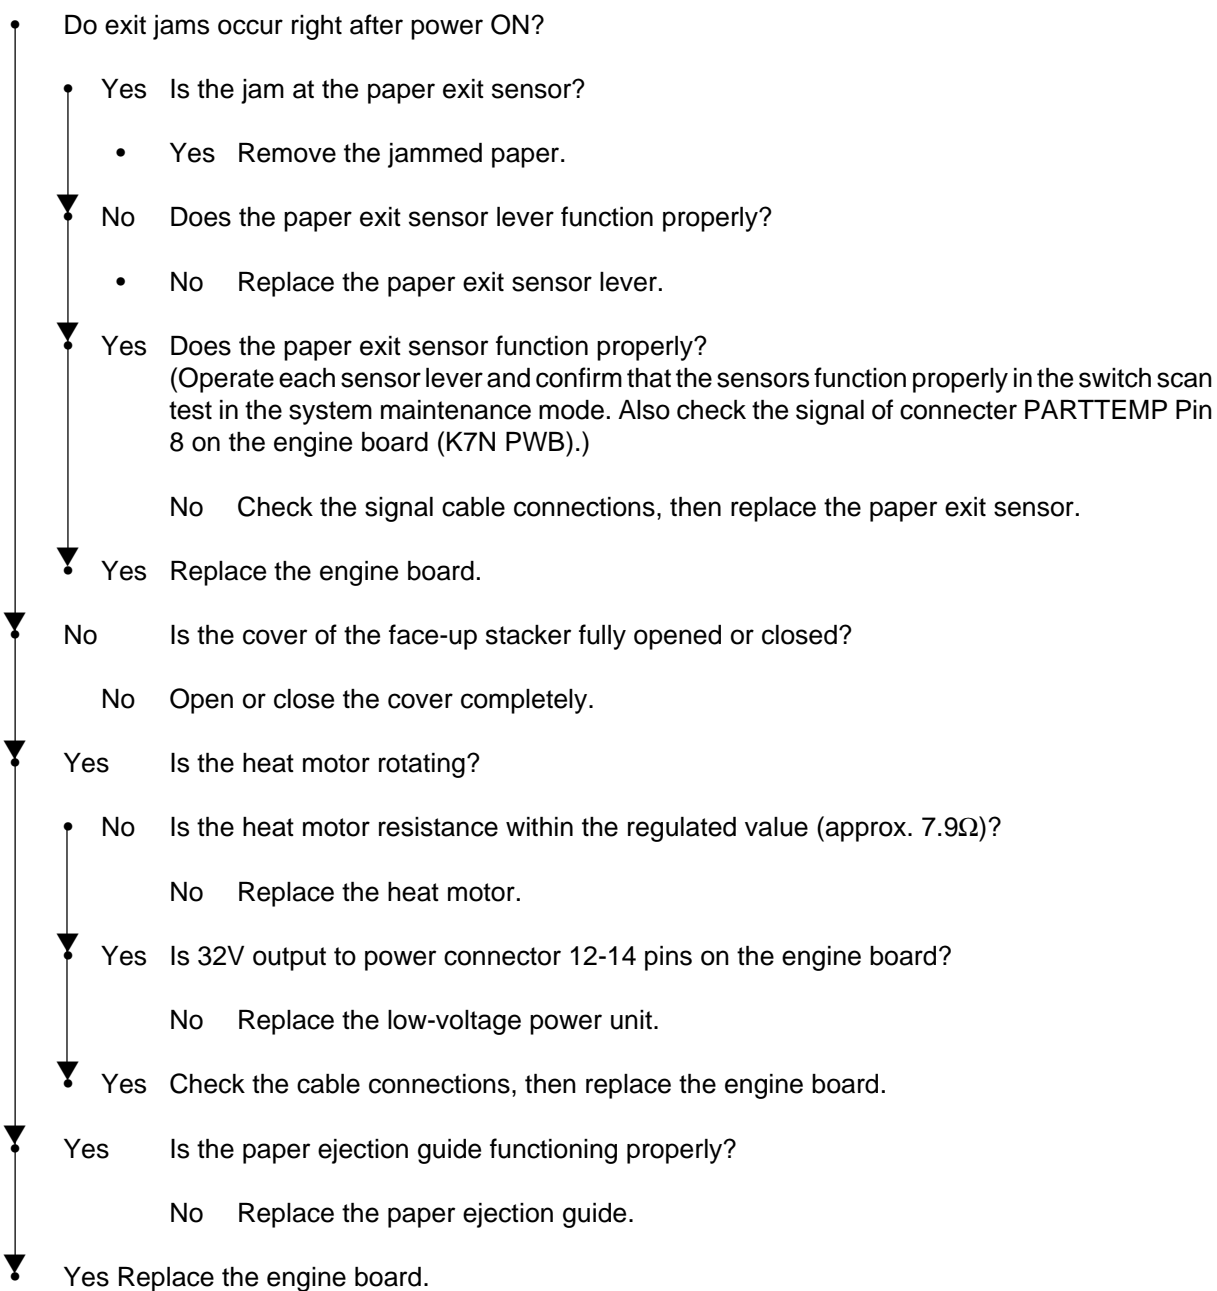 • Do exit jams occur right after power ON?
• Yes Is the jam at the paper exit sensor?
• Yes Remove the jammed paper.
• No Does the paper exit sensor lever function properly?
• No Replace the paper exit sensor lever.
• Yes Does the paper exit sensor function properly?
(Operate each sensor lever and confirm that the sensors function properly in the switch scan
test in the system maintenance mode. Also check the signal of connecter PARTTEMP Pin
8 on the engine board (K7N PWB).)
No Check the signal cable connections, then replace the paper exit sensor.
• Yes Replace the engine board.
• No Is the cover of the face-up stacker fully opened or closed?
No Open or close the cover completely.
• Yes Is the heat motor rotating?
• No Is the heat motor resistance within the regulated value (approx. 7.9Ω)?
No Replace the heat motor.
• Yes Is 32V output to power connector 12-14 pins on the engine board?
No Replace the low-voltage power unit.
• Yes Check the cable connections, then replace the engine board.
• Yes Is the paper ejection guide functioning properly?
No Replace the paper ejection guide.
• Yes Replace the engine board.